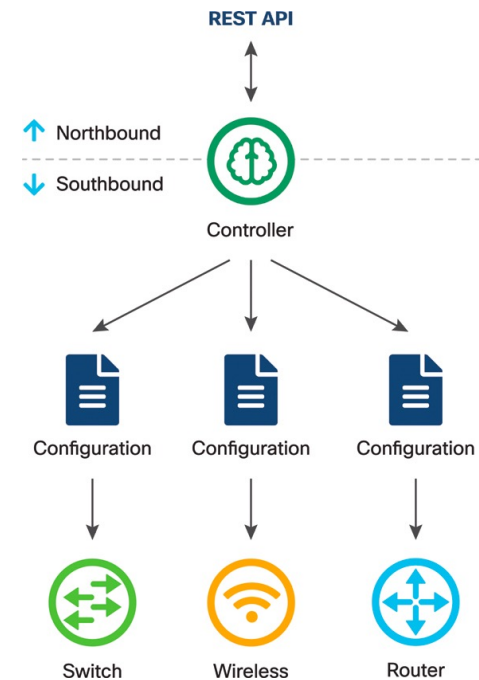 REST API
Northbound
Southbound
Controller
Configuration
Configuration
Configuration
Switch
Wireless
Router